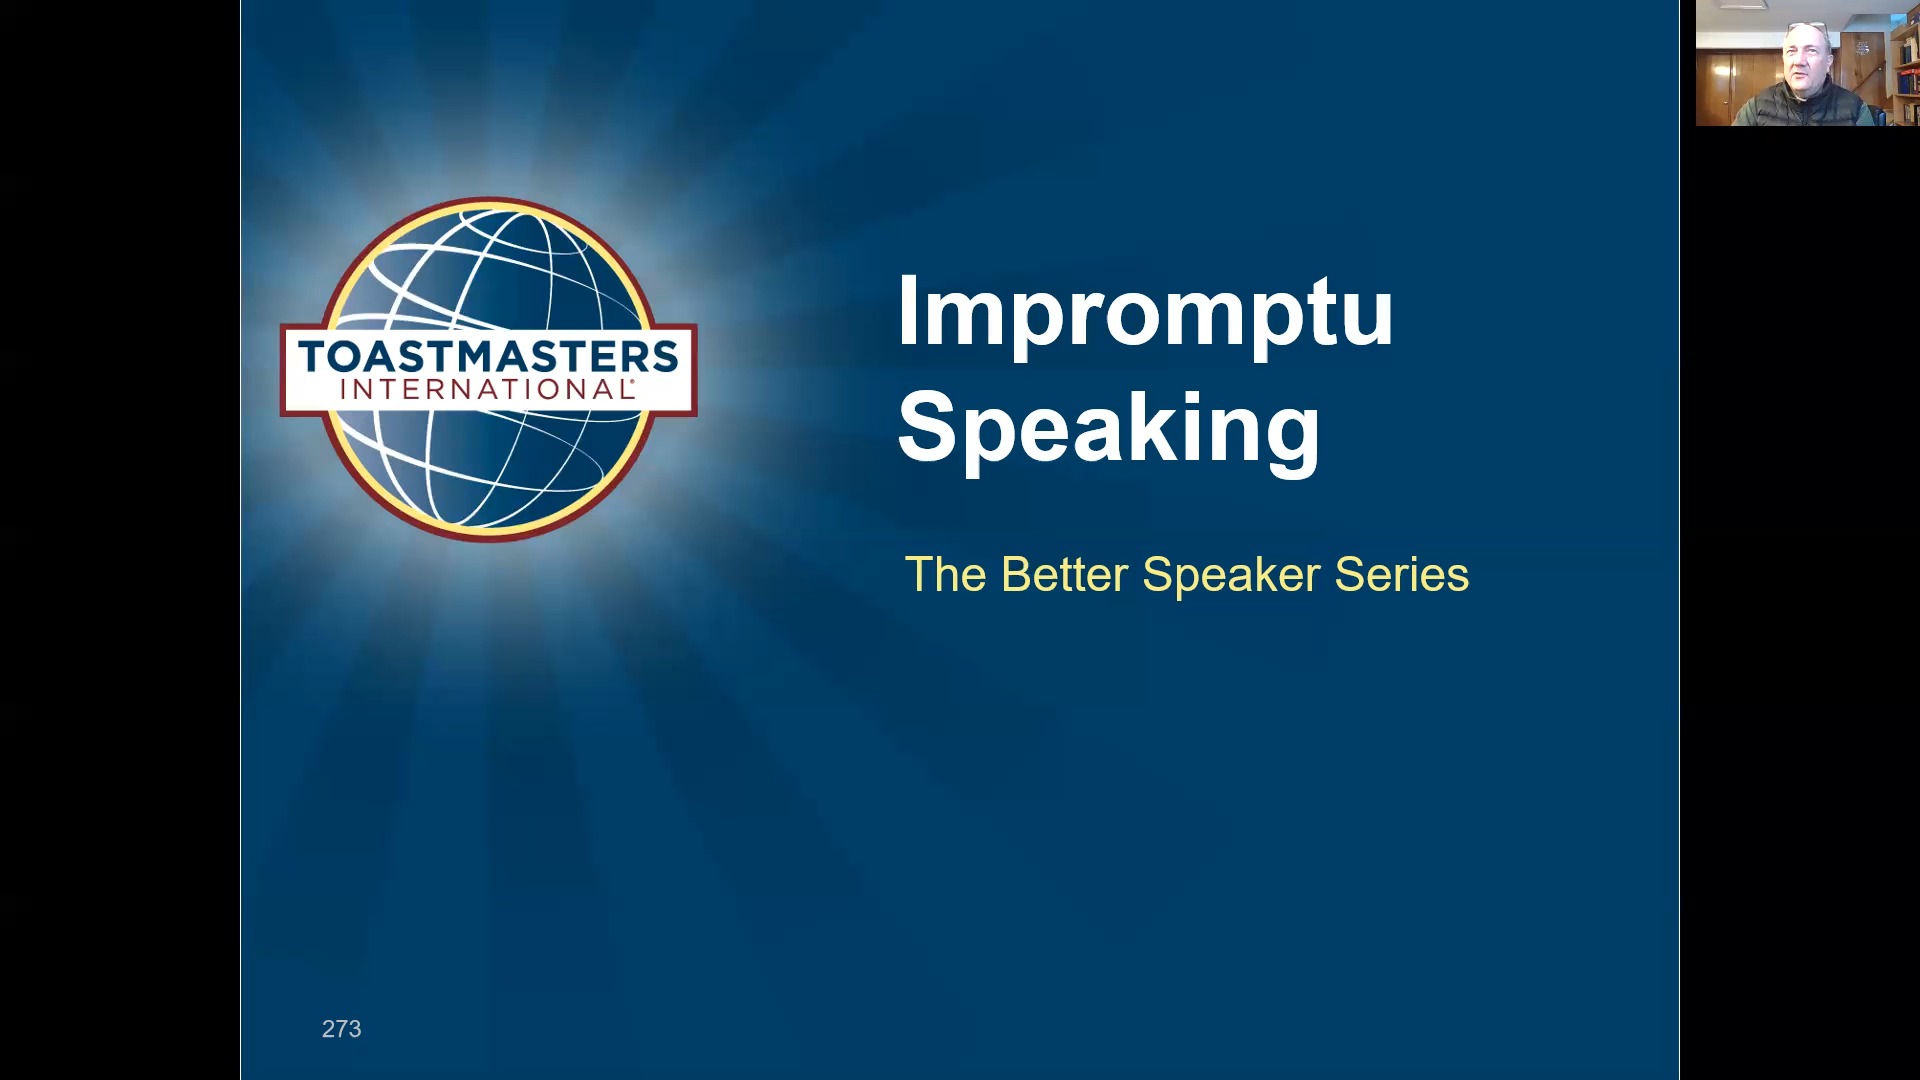 TOASTMASTERS
INTERNATIONAL®
Impromptu
Speaking
The Better Speaker Series
273